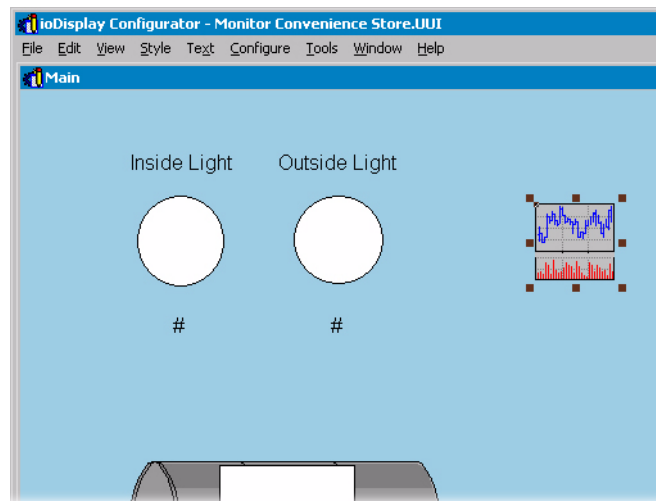 ioDisplay Configurator - Monitor Convenience Store.UUI
File Edit View Style Text Configure Tools Window Help
Main
Inside Light Outside Light
# #